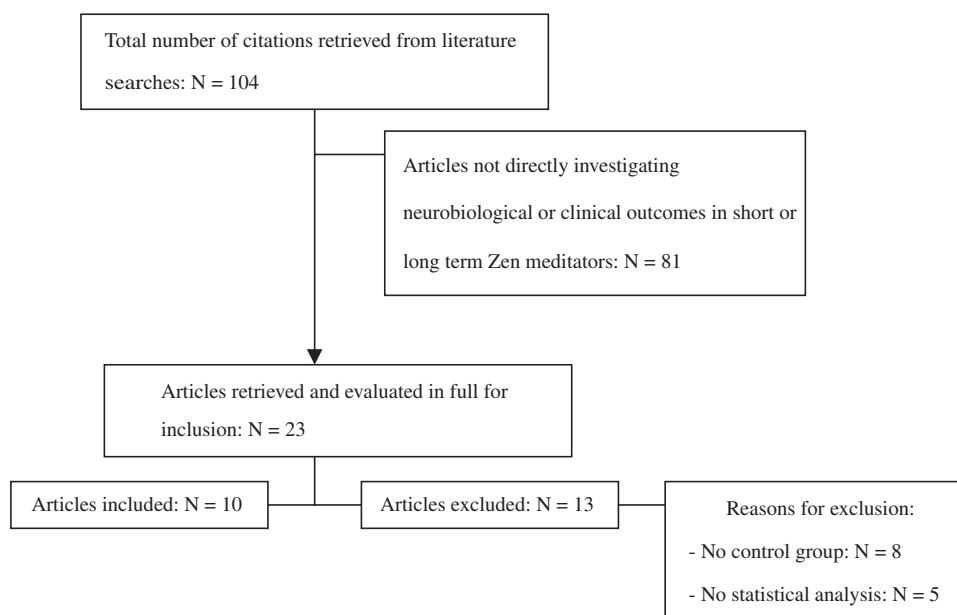 Total number of citations retrieved from literature
searches: N = 104
Articles not directly investigating
neurobiological or clinical outcomes in short or
long term Zen meditators: N = 81
Articles retrieved and evaluated in full for
inclusion: N = 23
Articles included: N = 10
Articles excluded: N = 13
Reasons for exclusion:
- No control group: N = 8
- No statistical analysis: N = 5